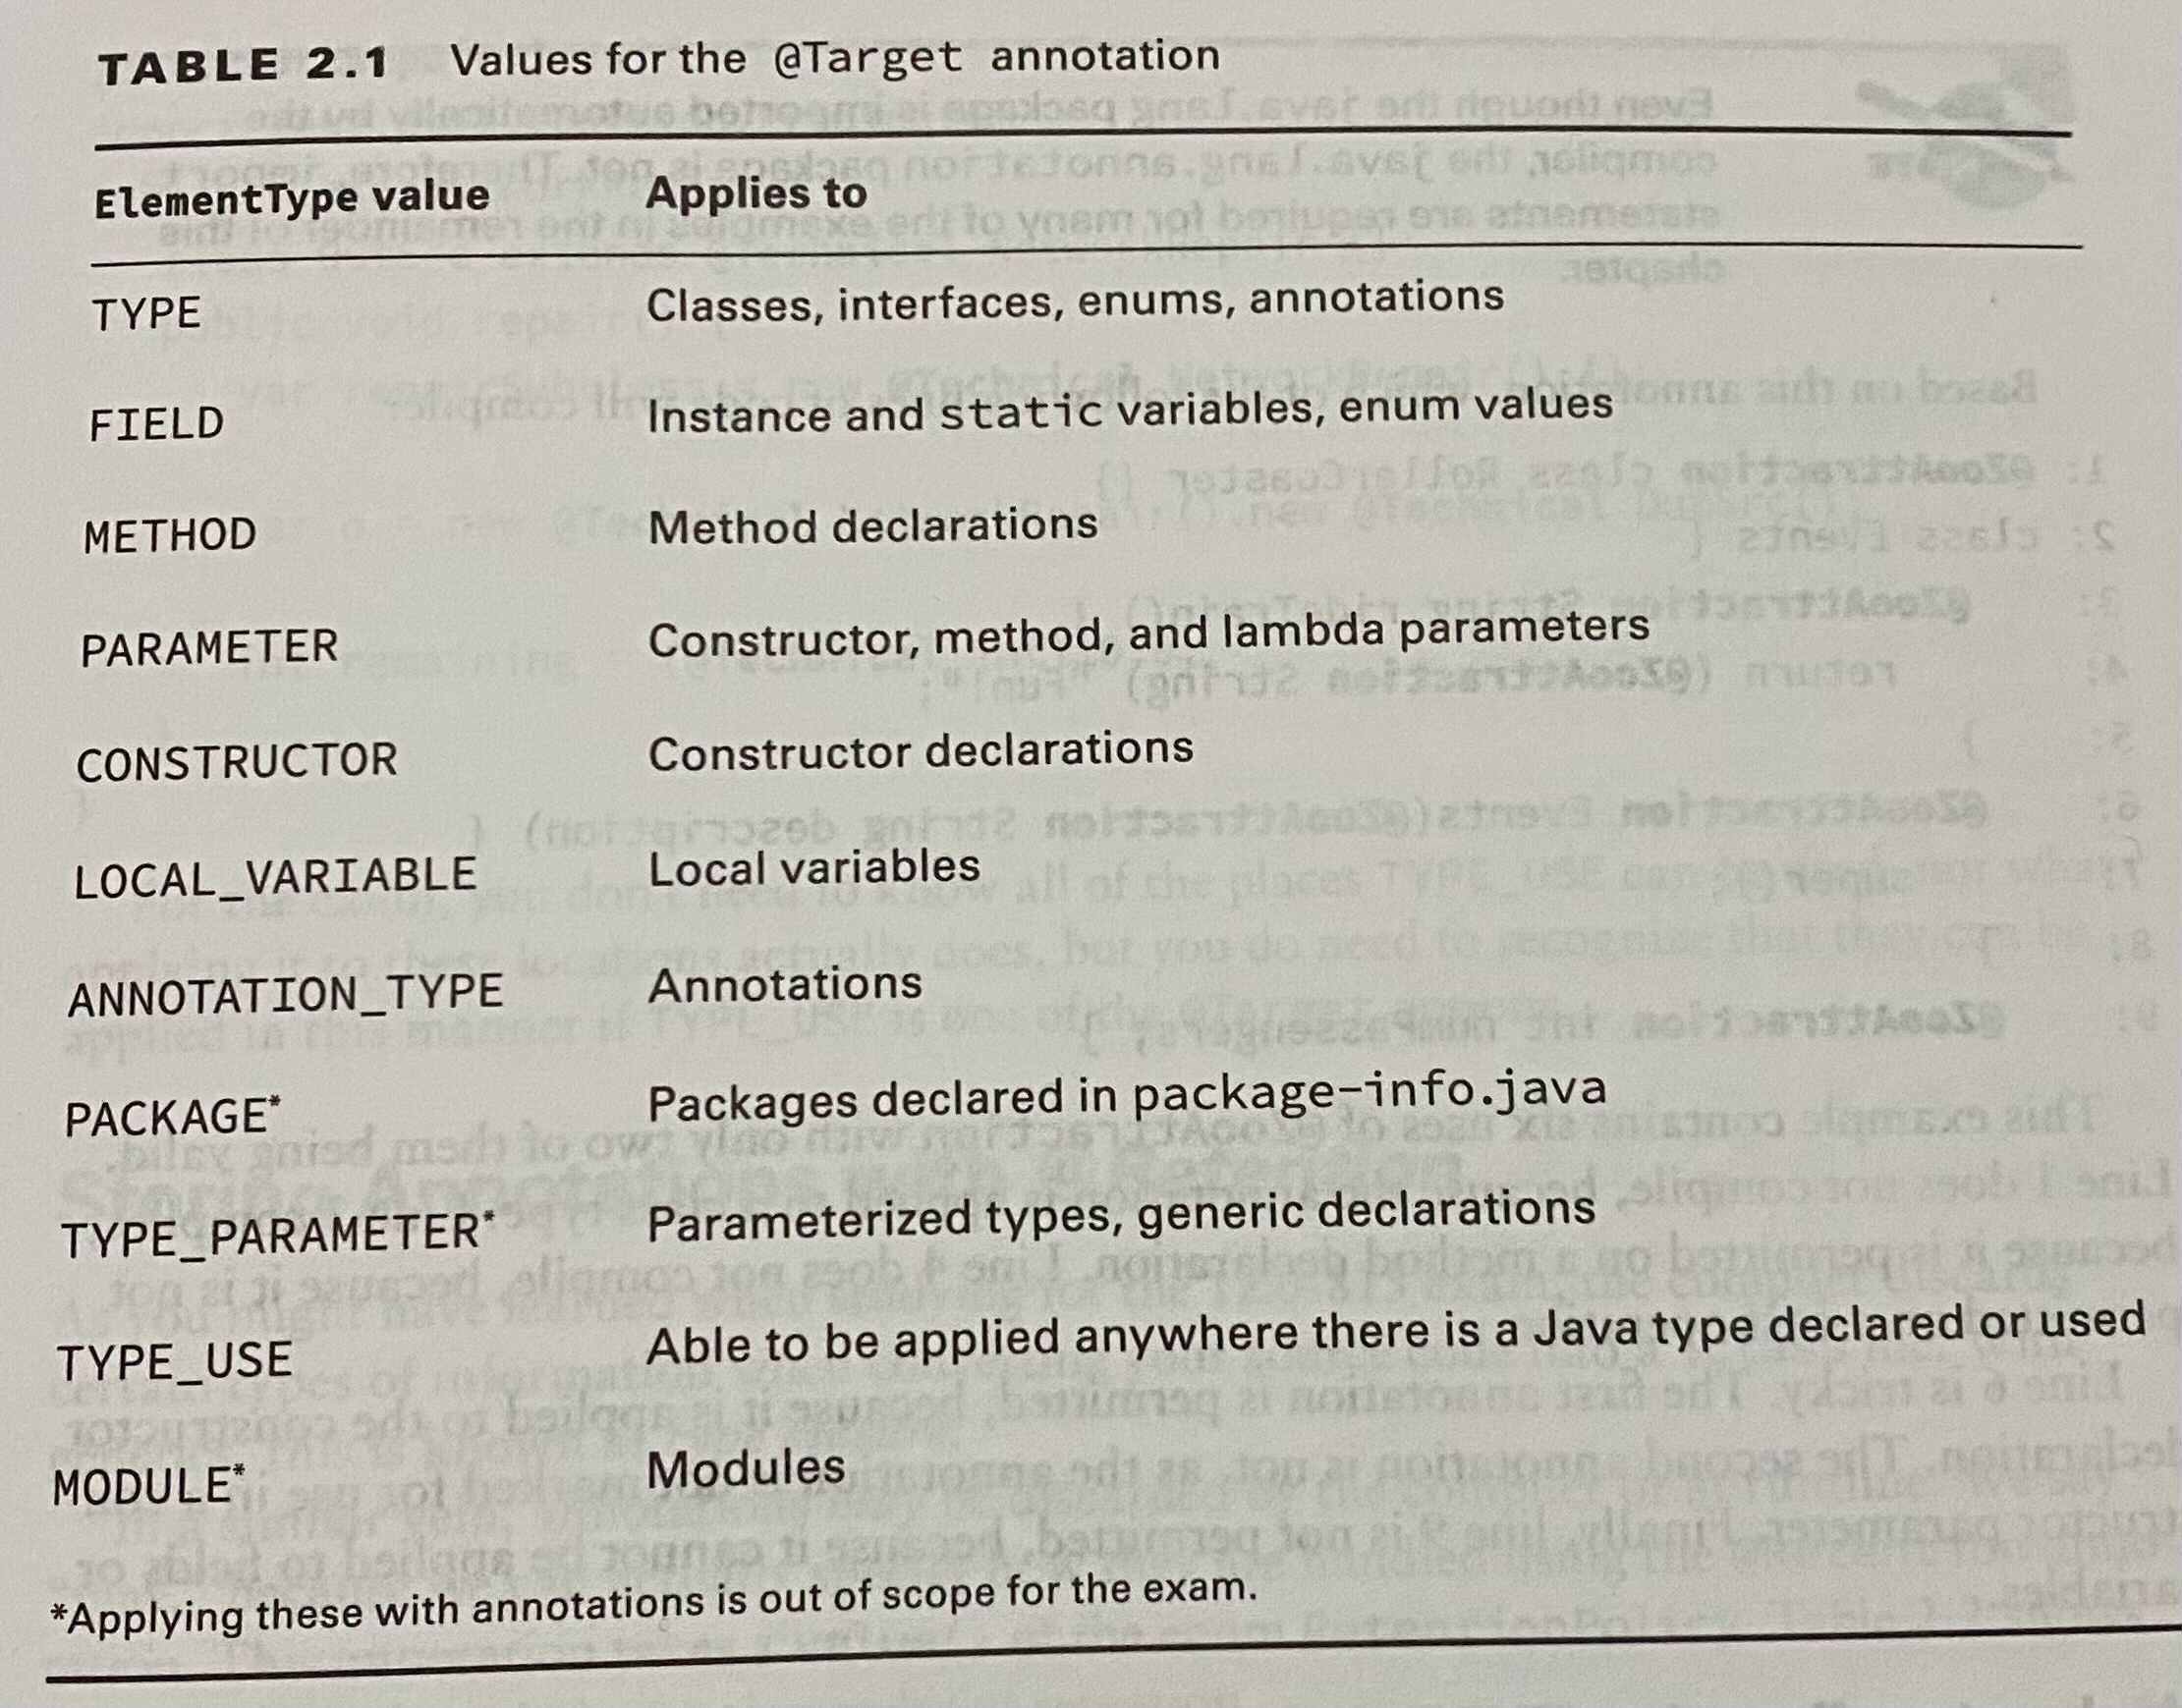 TABLE 2.1 Values for the @Target annotation
ElementType value Applies to
TYPE Classes, interfaces, enums, annotations
FIELD Instance and static variables, enum values
METHOD Method declarations
PARAMETER Constructor, method, and lambda parameters
CONSTRUCTOR Constructor declarations
LOCAL_VARIABLE Local variables
ANNOTATION_TYPE Annotations
PACKAGE* Packages declared in package-info.java
TYPE_PARAMETER* Parameterized types, generic declarations
TYPE_USE Able to be applied anywhere there is a Java type declared or used
MODULE* Modules
*Applying these with annotations is out of scope for the exam.